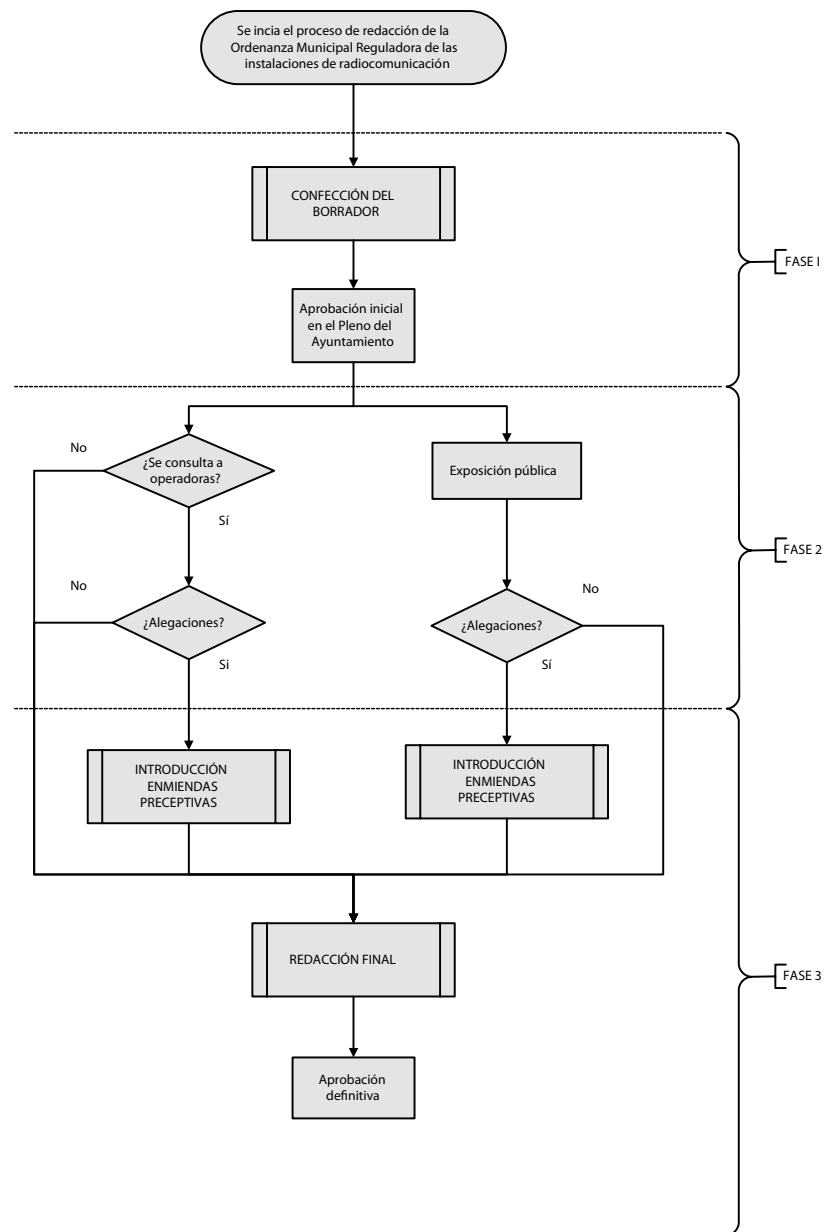 Se incia el proceso de redacción de la
Ordenanza Municipal Reguladora de las
instalaciones de radiocomunicación
CONFECCIÓN DEL
BORRADOR
FASE I
Aprobación inicial
en el Pleno del
Ayuntamiento
No
¿Se consulta a
operadoras?
Sí
Exposición pública
FASE 2
No
¿Alegaciones?
Si
No
¿Alegaciones?
Sí
INTRODUCCIÓN
ENMIENDAS
PRECEPTIVAS
INTRODUCCIÓN
ENMIENDAS
PRECEPTIVAS
REDACCIÓN FINAL
FASE 3
Aprobación
definitiva